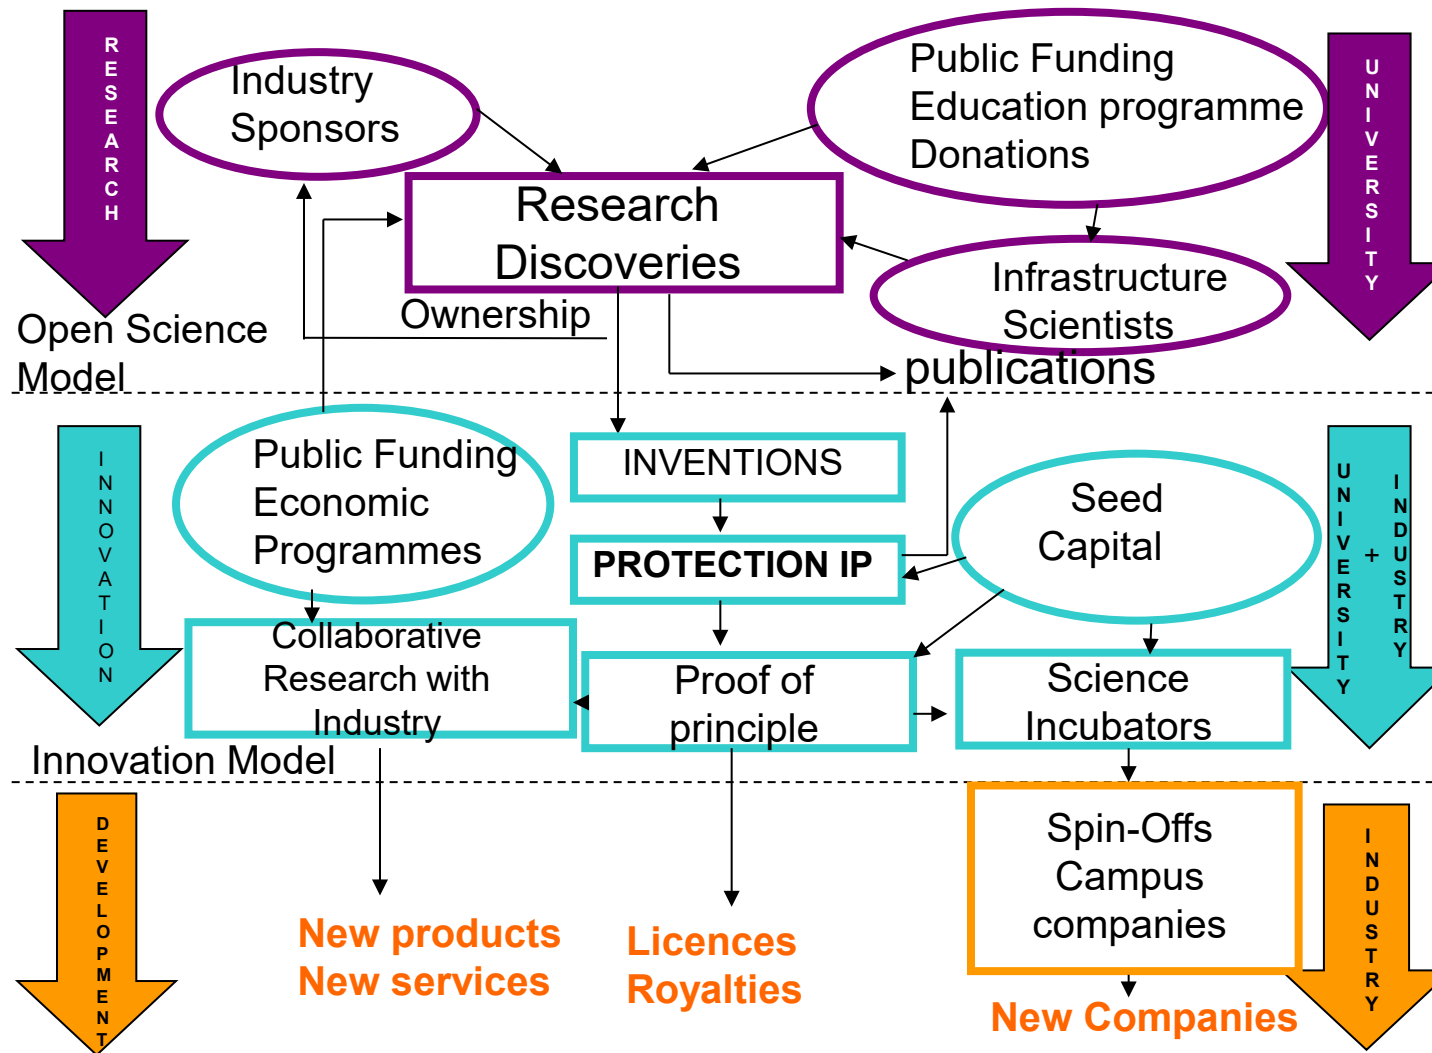 RESEARCH
Industry
Sponsors
Public Funding
Education programme
Donations
UNIVERSITY
Research
Discoveries
Infrastructure
Scientists
Ownership
Open Science
Model
publications
INNOVATION
Public Funding
Economic
Programmes
INVENTIONS
PROTECTION IP
Seed
Capital
UNIVERSITY
+
INDUSTRY
Collaborative
Research with
Industry
Proof of
principle
Science
Incubators
Innovation Model
DEVELOPMENT
Spin-Offs
Campus
companies
INDUSTRY
New products
New services
Licences
Royalties
New Companies